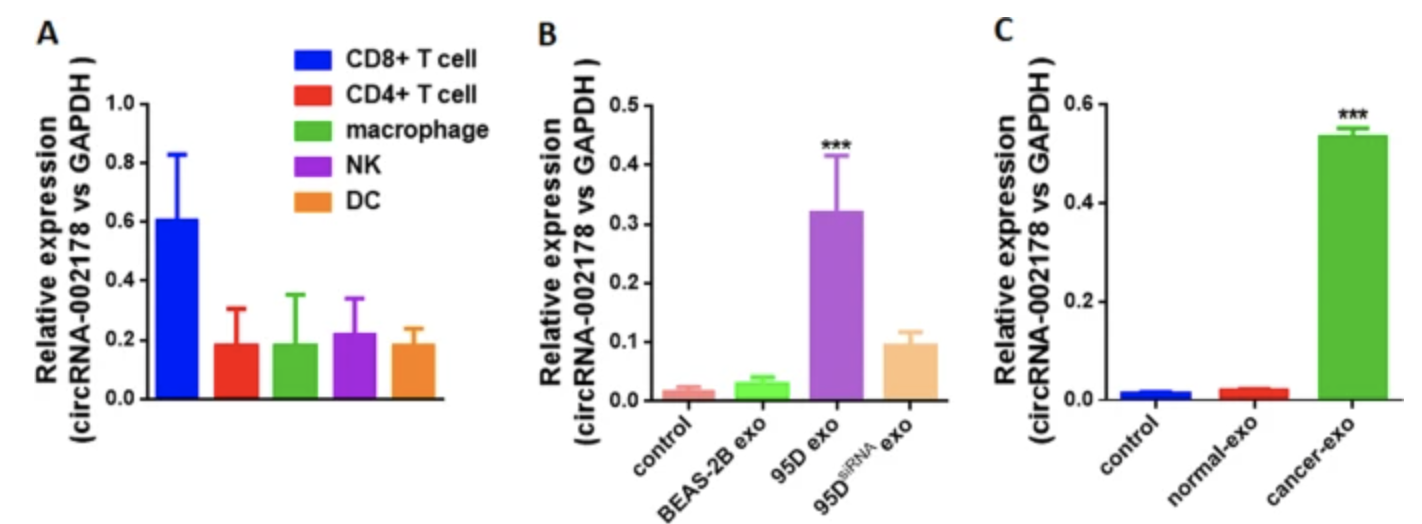 A
Relative expression
(circRNA-002178 vs GAPDH )
1.0
0.8
0.6
0.4
0.2
0.0
CD8+ T cell
CD4+ T cell
macrophage
NK
DC
B
Relative expression
(circRNA-002178 vs GAPDH )
0.5
0.4
0.3
0.2
0.1
0.0
***
control
BEAS-2B exo
95D exo
95DsiRNA exo
C
Relative expression
(circRNA-002178 vs GAPDH )
0.6
0.4
0.2
0.0
***
control
normal-exo
cancer-exo